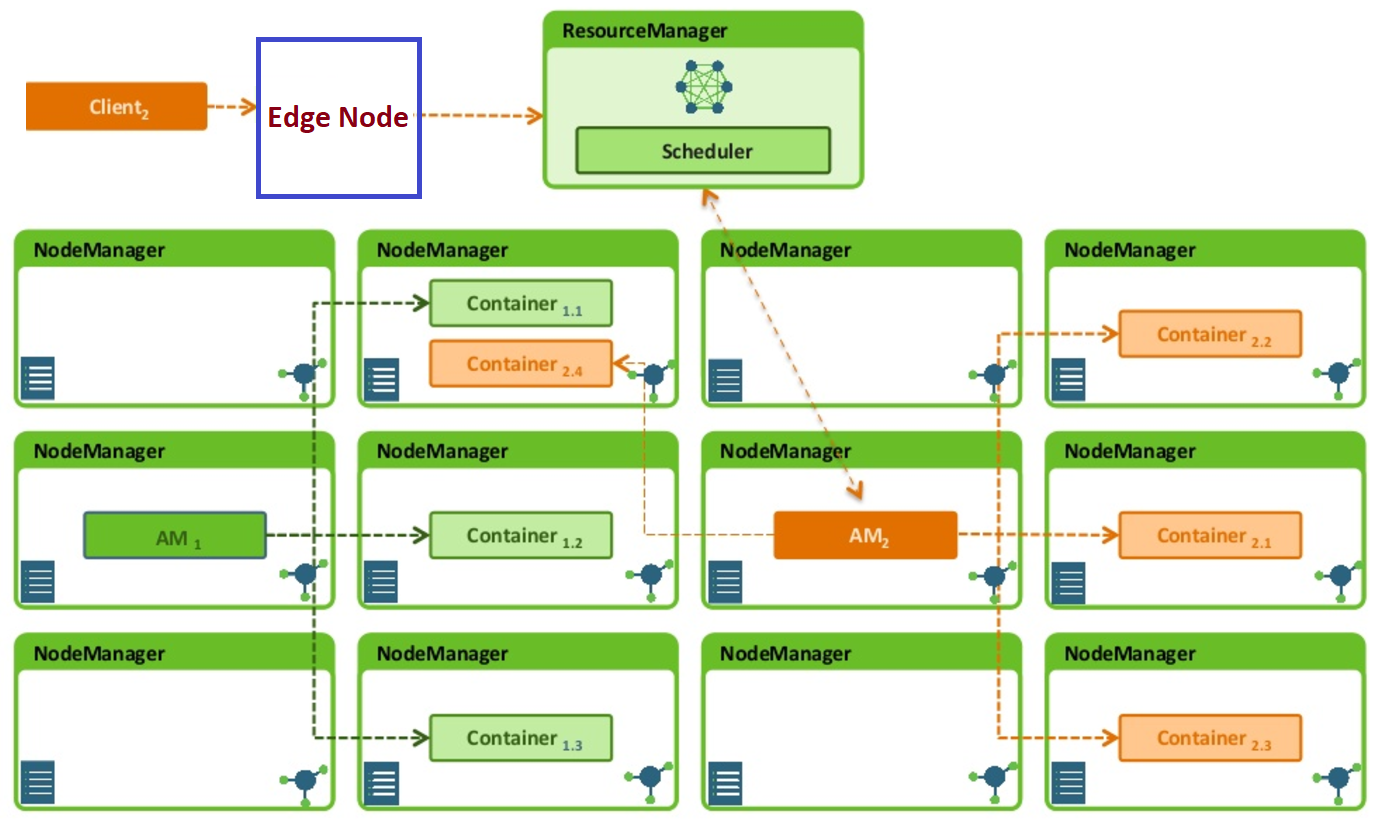 ResourceManager
Client2
Edge Node
Scheduler
NodeManager
NodeManager
NodeManager
NodeManager
Container 1.1
Container 2.2
Container 2.4
NodeManager
NodeManager
NodeManager
NodeManager
AM 1
Container 1.2
AM2
Container 2.1
NodeManager
NodeManager
NodeManager
NodeManager
Container 1.3
Container 2.3